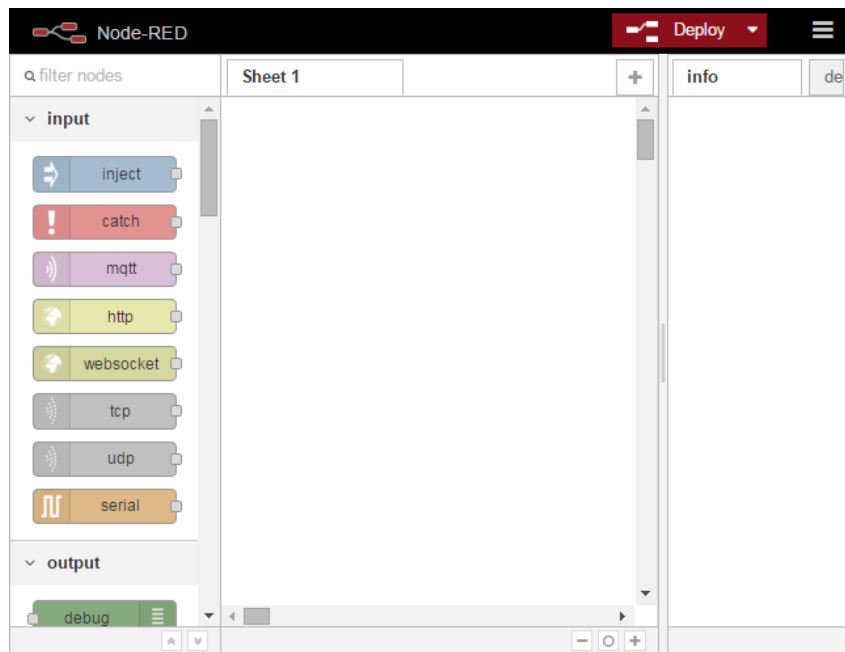 Node-RED
Deploy
filter nodes
Sheet 1
info
de
input
inject
catch
mqtt
http
websocket
tcp
udp
serial
output
debug